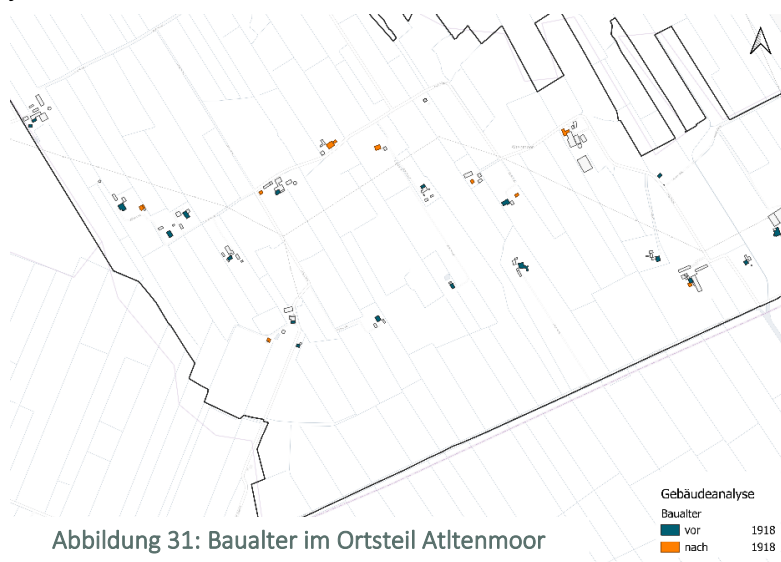 Gebäudeanalyse
Baualter
vor 1918
nach 1918
Abbildung 31: Baualter im Ortsteil Atltenmoor